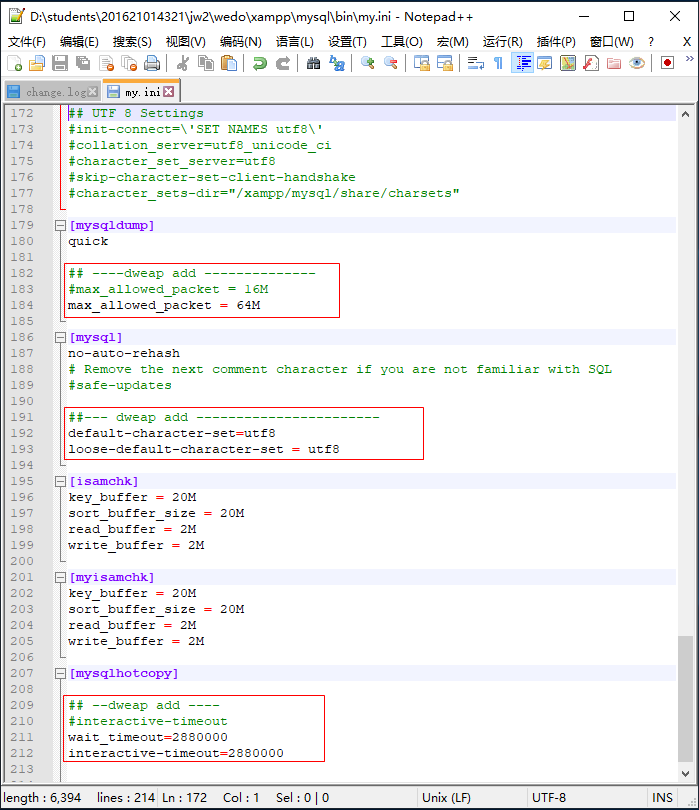 D:\students\201621014321\jw2\wedo\xampp\mysql\bin\my.ini - Notepad++
文件(F) 编辑(E) 搜索(S) 视图(V) 编码(N) 语言(L) 设置(T) 工具(O) 宏(M) 运行(R) 插件(P) 窗口(W) ? X
change.log my.ini
172 ## UTF 8 Settings
173 #init-connect=\'SET NAMES utf8\'
174 #collation_server=utf8_unicode_ci
175 #character_set_server=utf8
176 #skip-character-set-client-handshake
177 #character_sets-dir="/xampp/mysql/share/charsets"
178
179 [mysqldump]
180 quick
181
182 ## ----dweap add --------------
183 #max_allowed_packet = 16M
184 max_allowed_packet = 64M
185
186 [mysql]
187 no-auto-rehash
188 # Remove the next comment character if you are not familiar with SQL
189 #safe-updates
190
191 ##--- dweap add -----------------------
192 default-character-set=utf8
193 loose-default-character-set = utf8
194
195 [isamchk]
196 key_buffer = 20M
197 sort_buffer_size = 20M
198 read_buffer = 2M
199 write_buffer = 2M
200
201 [myisamchk]
202 key_buffer = 20M
203 sort_buffer_size = 20M
204 read_buffer = 2M
205 write_buffer = 2M
206
207 [mysqlhotcopy]
208
209 ## --dweap add ----
210 #interactive-timeout
211 wait_timeout=2880000
212 interactive-timeout=2880000
213
214
length : 6,394 lines : 214 Ln : 172 Col : 1 Sel : 0 | 0 Unix (LF) UTF-8 INS